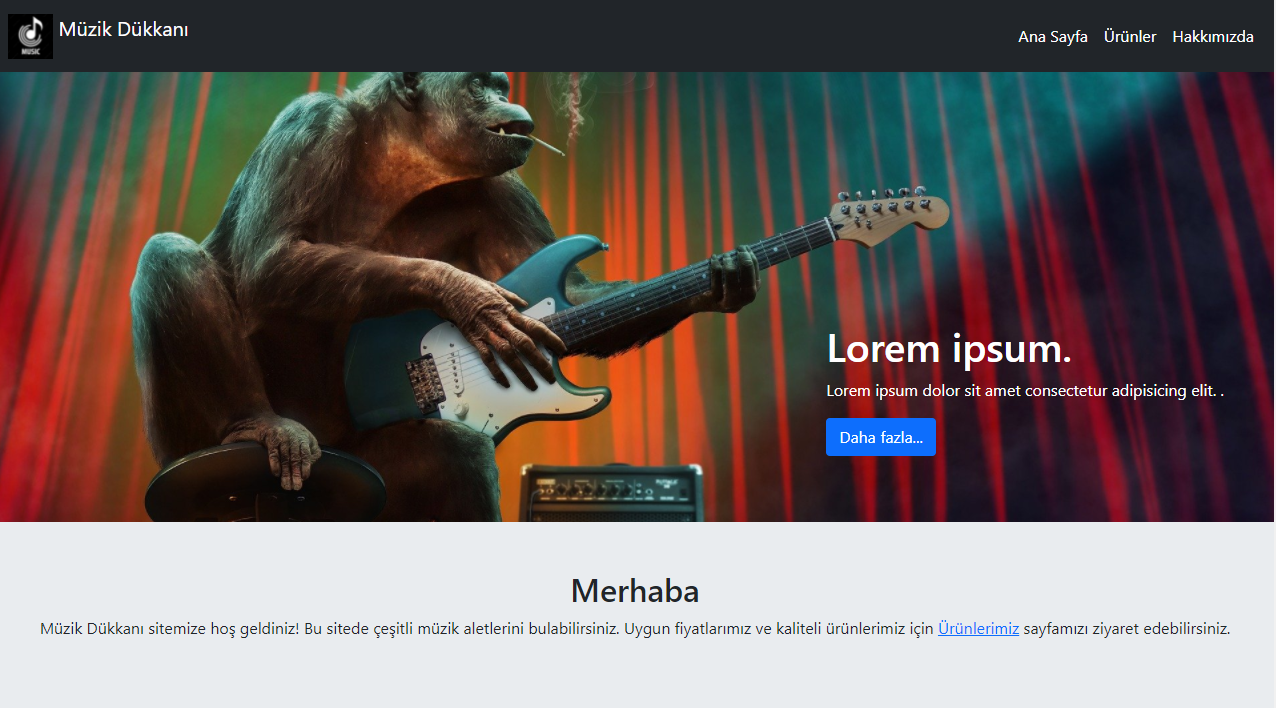 MUSIC
Müzik Dükkanı
Ana Sayfa Ürünler Hakkımızda
Lorem ipsum.
Lorem ipsum dolor sit amet consectetur adipisicing elit. .
Daha fazla...
Merhaba
Müzik Dükkanı sitemize hoş geldiniz! Bu sitede çeşitli müzik aletlerini bulabilirsiniz. Uygun fiyatlarımız ve kaliteli ürünlerimiz için Ürünlerimiz sayfamızı ziyaret edebilirsiniz.